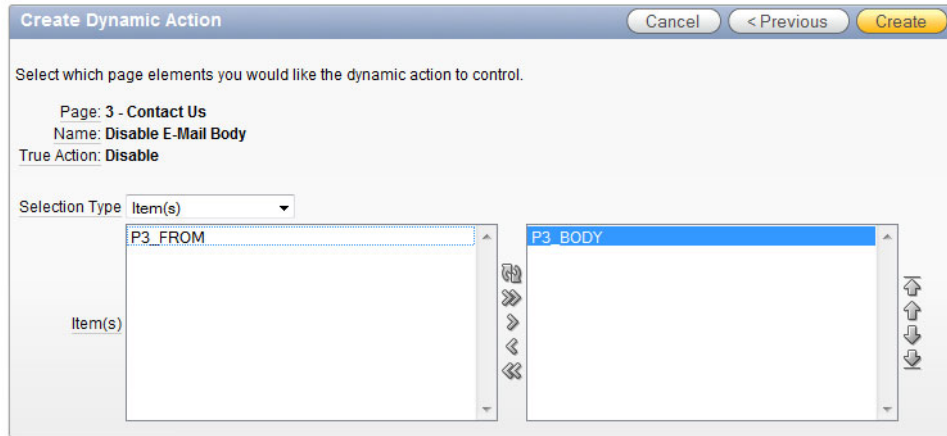 Create Dynamic Action
Cancel
< Previous
Create
Select which page elements you would like the dynamic action to control.
Page: 3 - Contact Us
Name: Disable E-Mail Body
True Action: Disable
Selection Type Item(s)
P3_FROM
P3_BODY
Item(s)